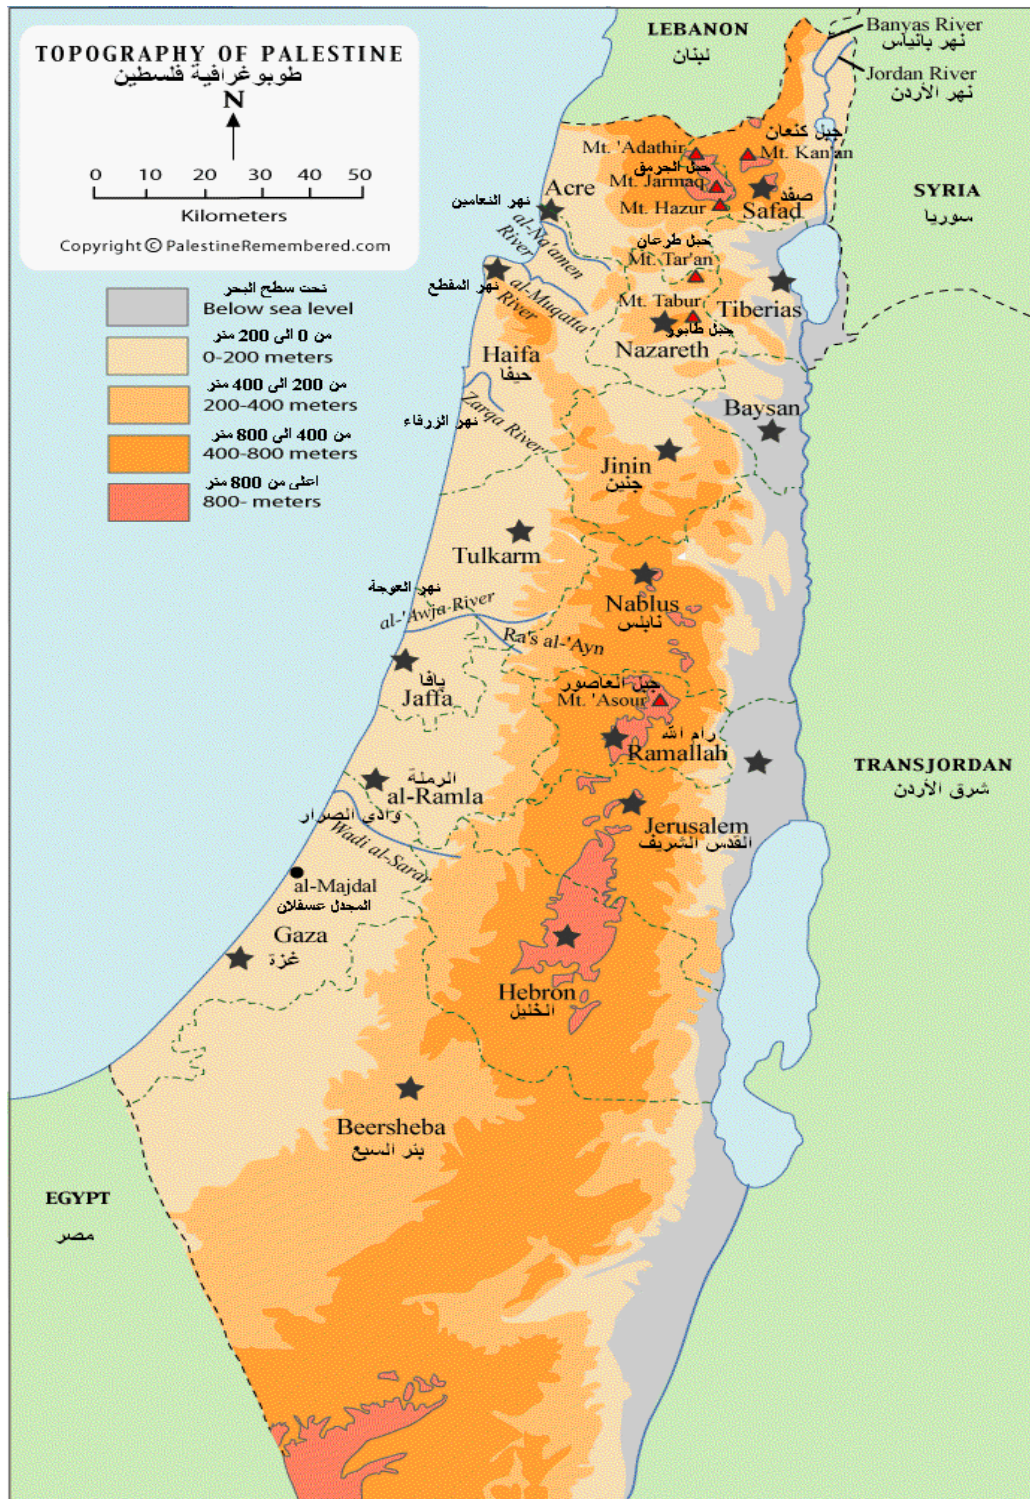 TOPOGRAPHY OF PALESTINE
طوبوغرافية فلسطين
N
0 10 20 30 40 50
Kilometers
Copyright © PalestineRemembered.com
تحت سطح البحر
Below sea level
من 0 الى 200 متر
0-200 meters
من 200 الى 400 متر
200-400 meters
من 400 الى 800 متر
400-800 meters
اعلى من 800 متر
800- meters
LEBANON
لبنان
Banyas River
نهر بانياس
Jordan River
نهر الأردن
SYRIA
سوريا
جبل كنعان
Mt. Kan'an
Mt. 'Adathir
جبل الجرمق
Mt. Jarmaq
Mt. Hazur
صفد
Safad
Acre
نهر النعامين
al-Na'amen
River
جبل طرعان
Mt. Tar'an
Mt. Tabur
جبل طابور
Nazareth
Tiberias
نهر المقطع
al-Muqatta'
River
Haifa
حيفا
نهر الزرقاء
Zarqa River
Baysan
Jinin
جنين
Tulkarm
Nablus
نابلس
نهر العوجة
al-'Awja River
Ra's al-'Ayn
يافا
Jaffa
جبل العاصور
Mt. 'Asour
رام الله
Ramallah
TRANSJORDAN
شرق الأردن
الرملة
al-Ramla
وادي الصرار
Wadi al-Sarar
Jerusalem
القدس الشريف
al-Majdal
المجدل عسقلان
Gaza
غزة
Hebron
الخليل
Beersheba
بئر السبع
EGYPT
مصر